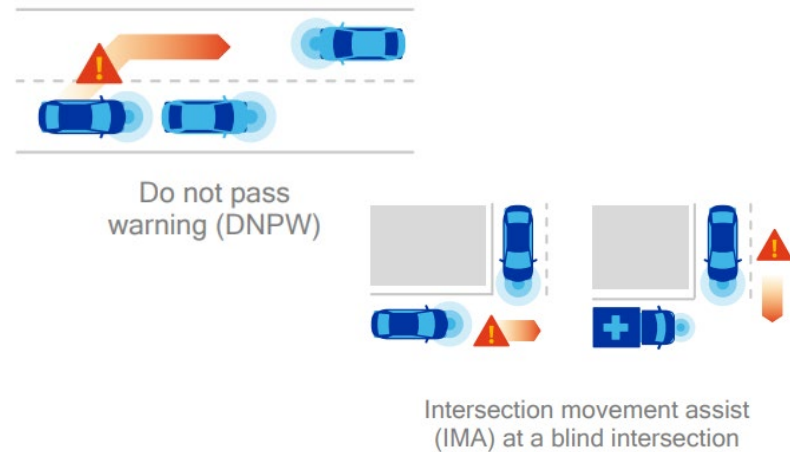 Do not pass
warning (DNPW)
Intersection movement assist
(IMA) at a blind intersection